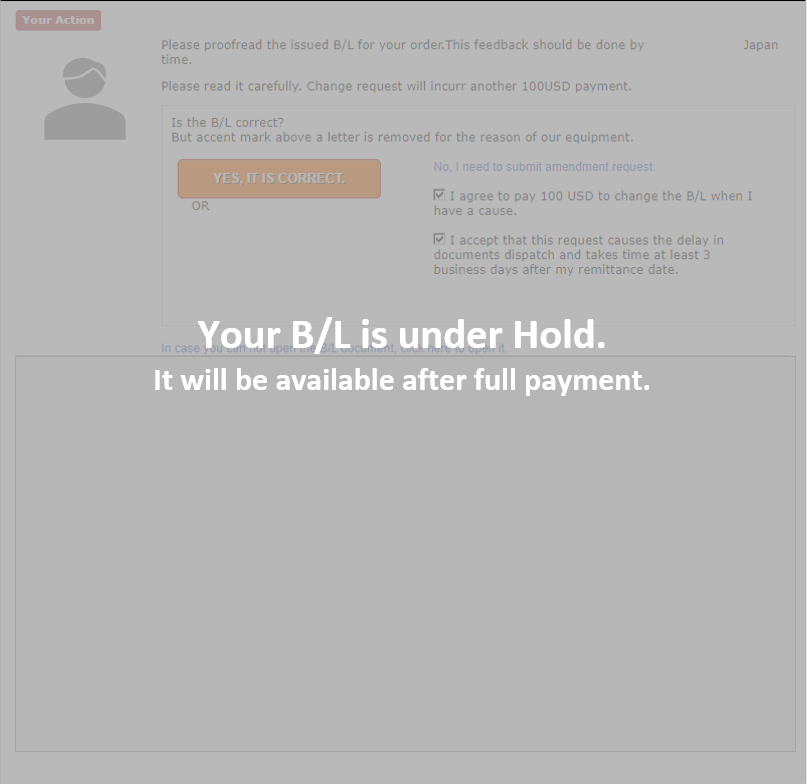 Your Action
Please proofread the issued B/L for your order.This feedback should be done by
time.
Japan
Please read it carefully. Change request will incurr another 100USD payment.
Is the B/L correct?
But accent mark above a letter is removed for the reason of our equipment.
YES, IT IS CORRECT.
OR
No, I need to submit amendment request.
I agree to pay 100 USD to change the B/L when I
have a cause.
I accept that this request causes the delay in
documents dispatch and takes time at least 3
business days after my remittance date.
Your B/L is under Hold.
In case you can not open the B/L document, click here to open it.
It will be available after full payment.